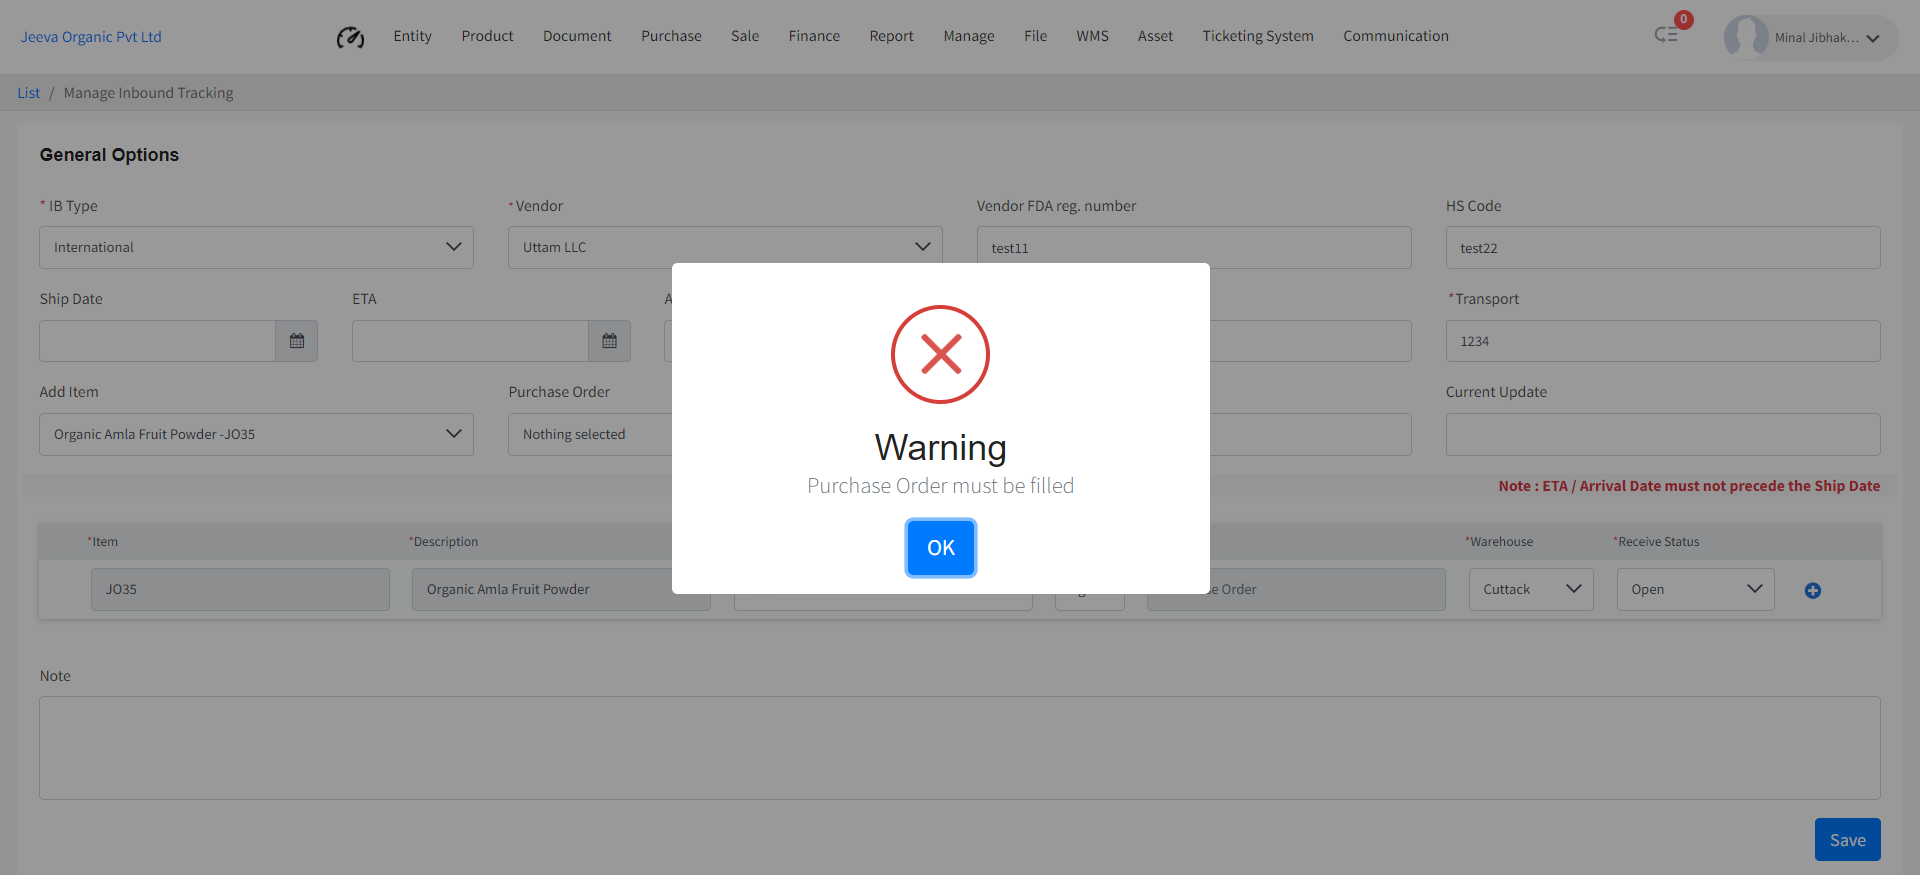 Jeeva Organic Pvt Ltd
Entity Product Document Purchase Sale Finance Report Manage File WMS Asset Ticketing System Communication
0
Minal Jibhak...
List / Manage Inbound Tracking
General Options
* IB Type * Vendor Vendor FDA reg. number HS Code
International Uttam LLC test11 test22
Ship Date ETA *Transport
1234
Add Item Purchase Order Current Update
Organic Amla Fruit Powder -JO35 Nothing selected
Warning
Purchase Order must be filled
OK
Note : ETA / Arrival Date must not precede the Ship Date
*Item *Description *Warehouse *Receive Status
JO35 Organic Amla Fruit Powder Order Cuttack Open
Note
Save